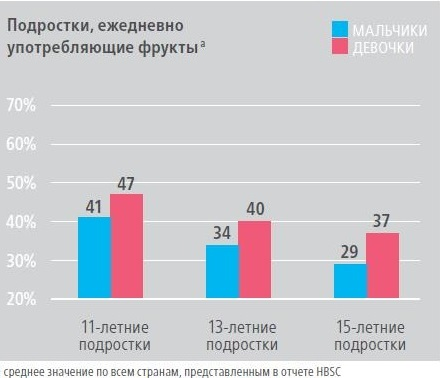 Подростки, ежедневно
употребляющие фрукты a
МАЛЬЧИКИ
ДЕВОЧКИ
70%
60%
50%
40%
30%
20%
41
47
34
40
29
37
11-летние
подростки
13-летние
подростки
15-летние
подростки
среднее значение по всем странам, представленным в отчете HBSC